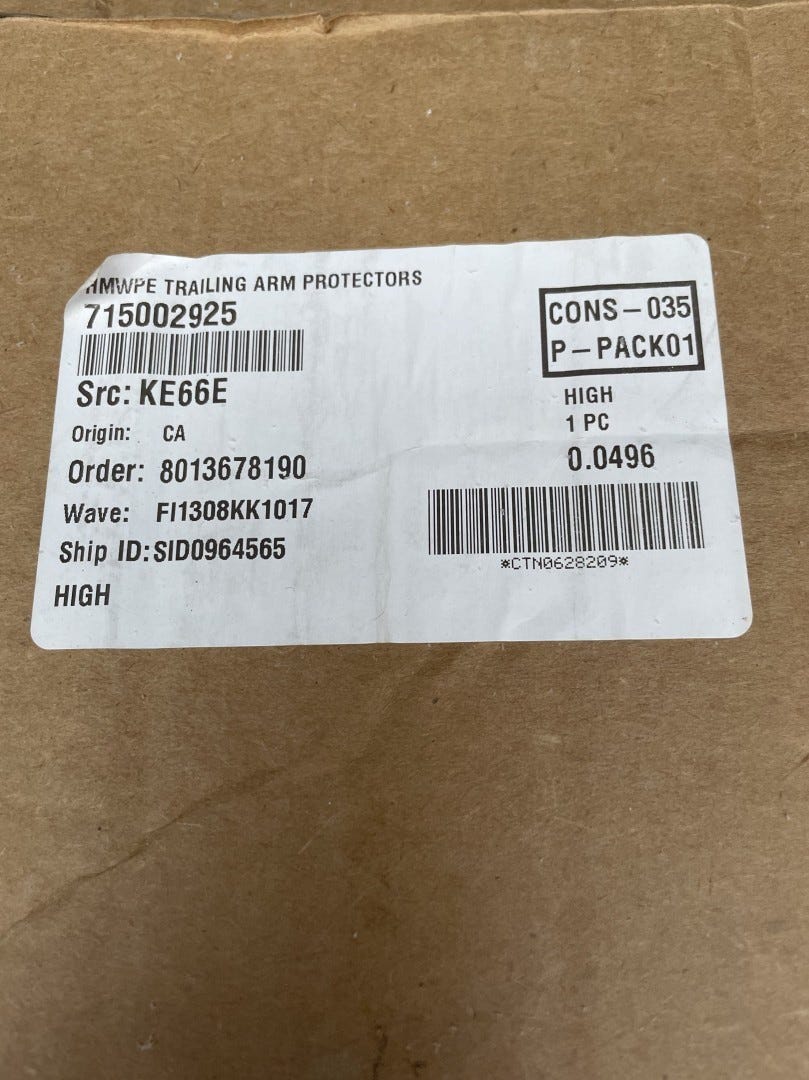 HMWPE TRAILING ARM PROTECTORS
715002925
Src: KE66E
Origin: CA
Order: 8013678190
Wave: FI1308KK1017
Ship ID:SID0964565
HIGH
CONS-035
P-PACK01
HIGH
1 PC
0.0496
*CTN0628209*